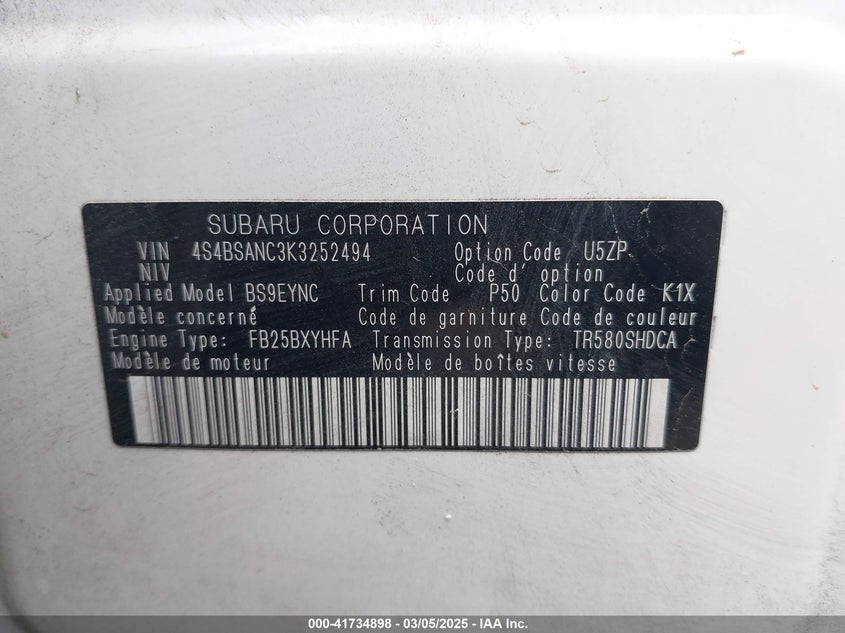 SUBARU CORPORATION
VIN 4S4BSANC3K3252494 Option Code U5ZP
NIV Code d' option
Applied Model BS9EYNC Trim Code P50 Color Code K1X
Modèle concerné Code de garniture Code de couleur
Engine Type: FB25BXYHFA Transmission Type: TR580SHDCA
Modèle de moteur Modèle de boîtes vitesse
000-41734898 - 03/05/2025 - IAA Inc.